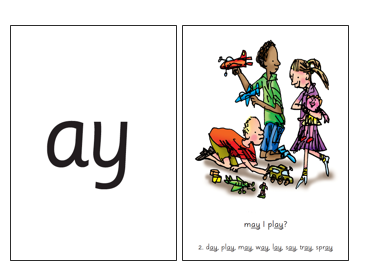 ay
may I play?
2. day, play, may, way, lay, say, tray, spray